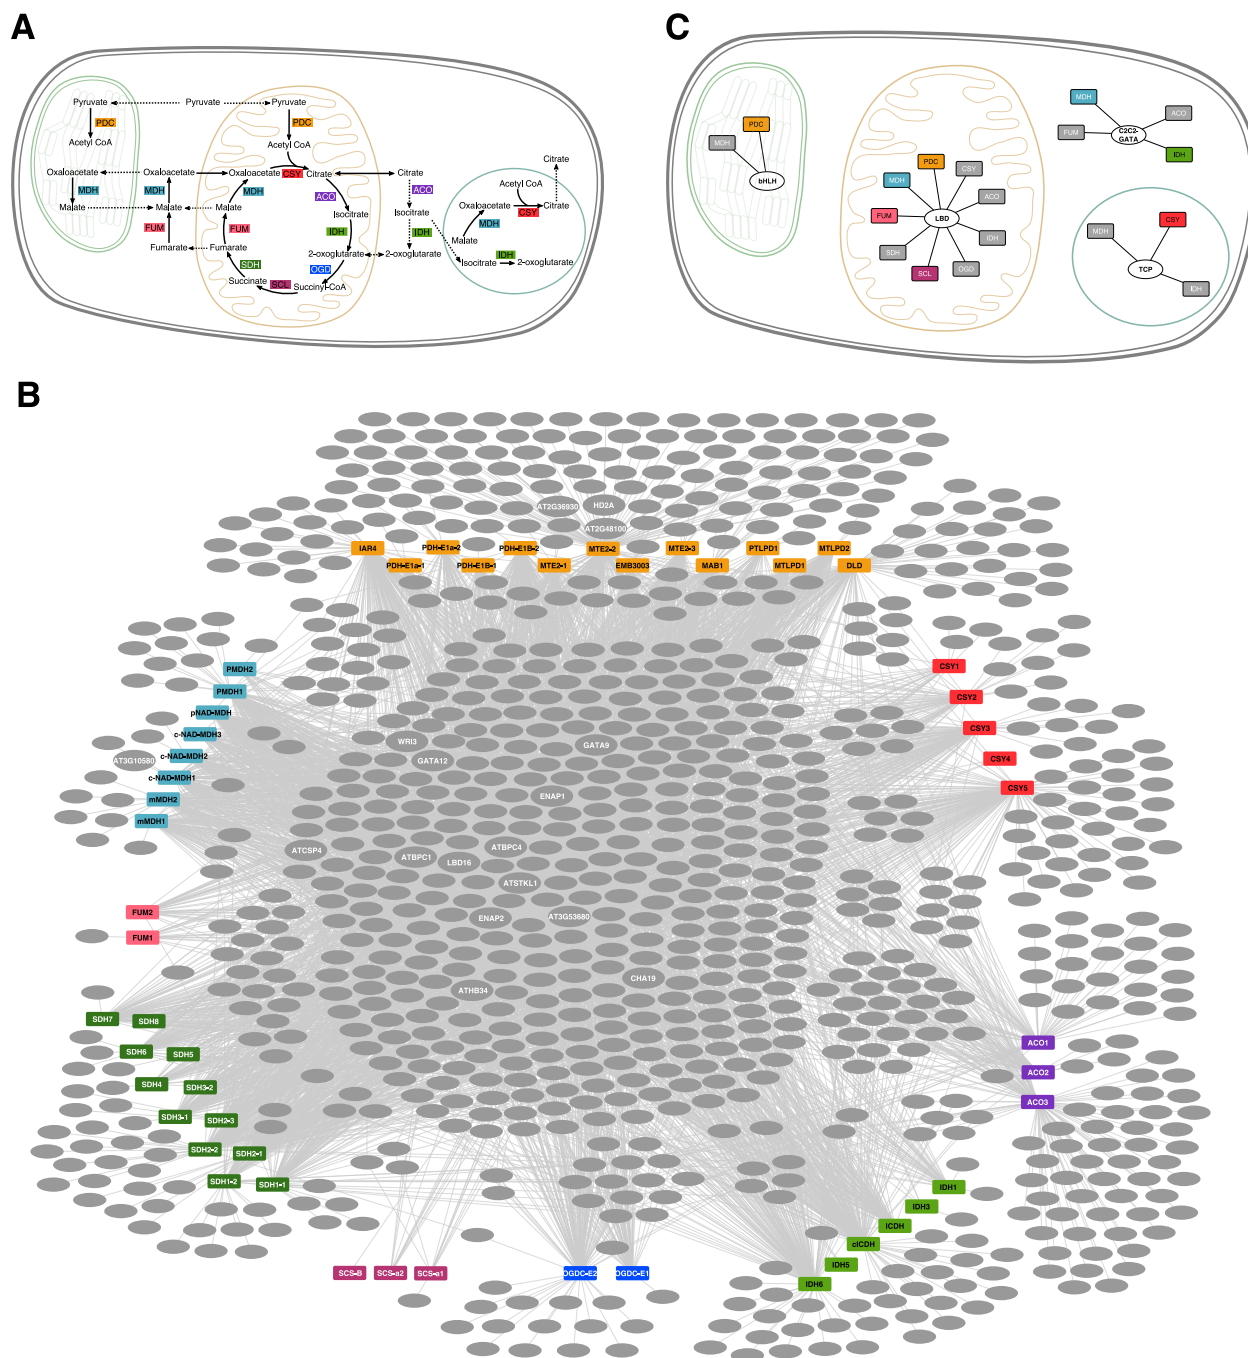 A
Pyruvate
Pyruvate
Pyruvate
PDC
PDC
Acetyl CoA
Acetyl CoA
Oxaloacetate
Oxaloacetate
Oxaloacetate
CSY
Citrate
Citrate
Citrate
MDH
MDH
MDH
ACO
ACO
Acetyl CoA
Malate
Malate
Malate
Isocitrate
Isocitrate
Oxaloacetate
CSY
Citrate
FUM
FUM
IDH
IDH
MDH
Malate
Fumarate
Fumarate
2-oxoglutarate
2-oxoglutarate
IDH
SDH
OGD
Isocitrate
2-oxoglutarate
Succinate
SCL
Succinyl-CoA
C
PDC
MDH
bHLH
PDC
CSY
MDH
ACO
FUM
LBD
SDH
IDH
SCL
OGD
MDH
ACO
C2C2-
GATA
FUM
IDH
MDH
CSY
TCP
IDH
B
AT2G36930
HD2A
AT2G48100
IAR4
PDH-E1a-2
PDH-E1B-2
MTE2-2
MTE2-3
PTLPD1
MTLPD2
PDH-E1a-1
PDH-E1B-1
MTE2-1
EMB3003
MAB1
MTLPD1
DLD
PMDH2
PMDH1
pNAD-MDH
c-NAD-MDH3
c-NAD-MDH2
AT3G10580
c-NAD-MDH1
mMDH2
mMDH1
CSY1
CSY2
CSY3
CSY4
CSY5
WRI3
GATA9
GATA12
ENAP1
ATCSP4
ATBPC4
ATBPC1
LBD16
ATSTKL1
ENAP2
AT3G53680
CHA19
ATHB34
FUM2
FUM1
SDH7
SDH8
SDH6
SDH5
SDH4
SDH3-2
SDH3-1
SDH2-3
SDH2-2
SDH2-1
SDH1-2
SDH1-1
ACO1
ACO2
ACO3
IDH1
IDH3
ICDH
cICDH
IDH5
IDH6
SCS-B
SCS-a2
SCS-a1
OGDC-E2
OGDC-E1